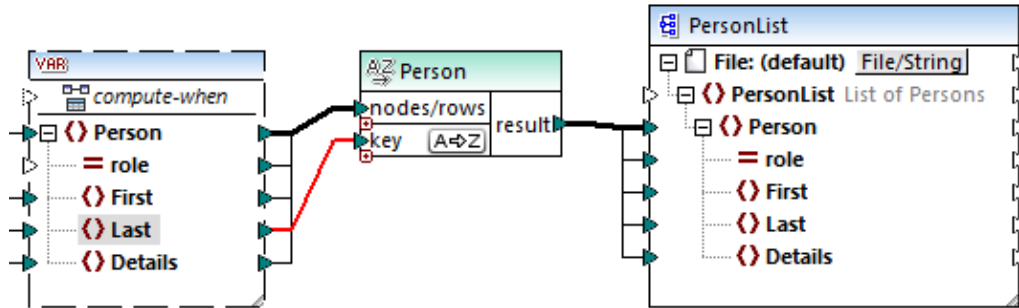 VAR
compute-when
Person
role
First
Last
Details
AZ Person
nodes/rows
key A⇨Z
result
PersonList
File: (default) File/String
PersonList List of Persons
Person
role
First
Last
Details